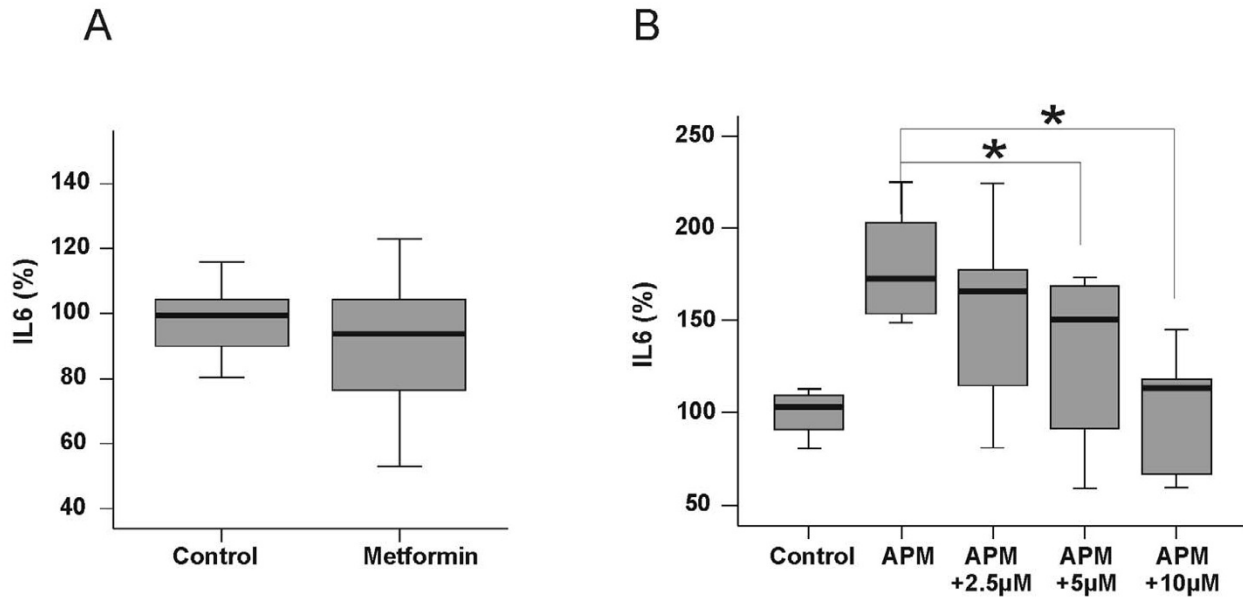 A
B
IL6 (%)
140
120
100
80
60
40
Control
Metformin
IL6 (%)
250
200
150
100
50
*
*
Control
APM
APM
+2.5µM
APM
+5µM
APM
+10µM